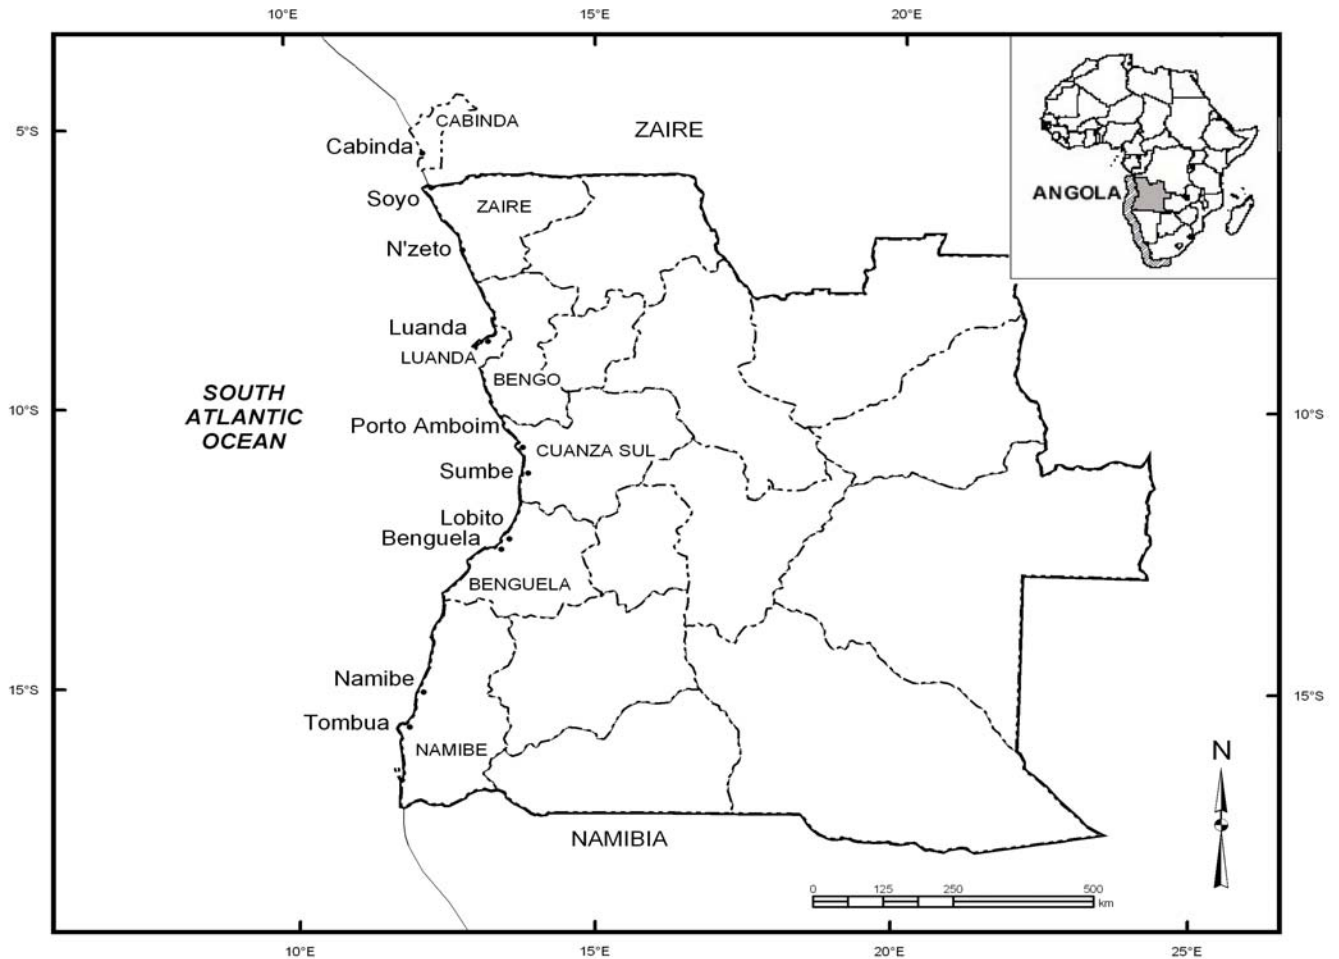 10°E
15°E
20°E
5°S
CABINDA
ZAIRE
Cabinda
Soyo
ZAIRE
ANGOLA
N'zeto
Luanda
LUANDA
BENGO
SOUTH
ATLANTIC
OCEAN
10°S
10°S
Porto Amboim
CUANZA SUL
Sumbe
Lobito
Benguela
BENGUELA
Namibe
15°S
15°S
Tombua
NAMIBE
N
NAMIBIA
0
125
250
500
km
10°E
15°E
20°E
25°E